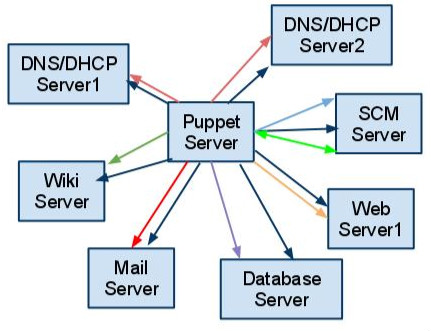 DNS/DHCP
Server2
DNS/DHCP
Server1
Puppet
Server
SCM
Server
Wiki
Server
Web
Server1
Mail
Server
Database
Server